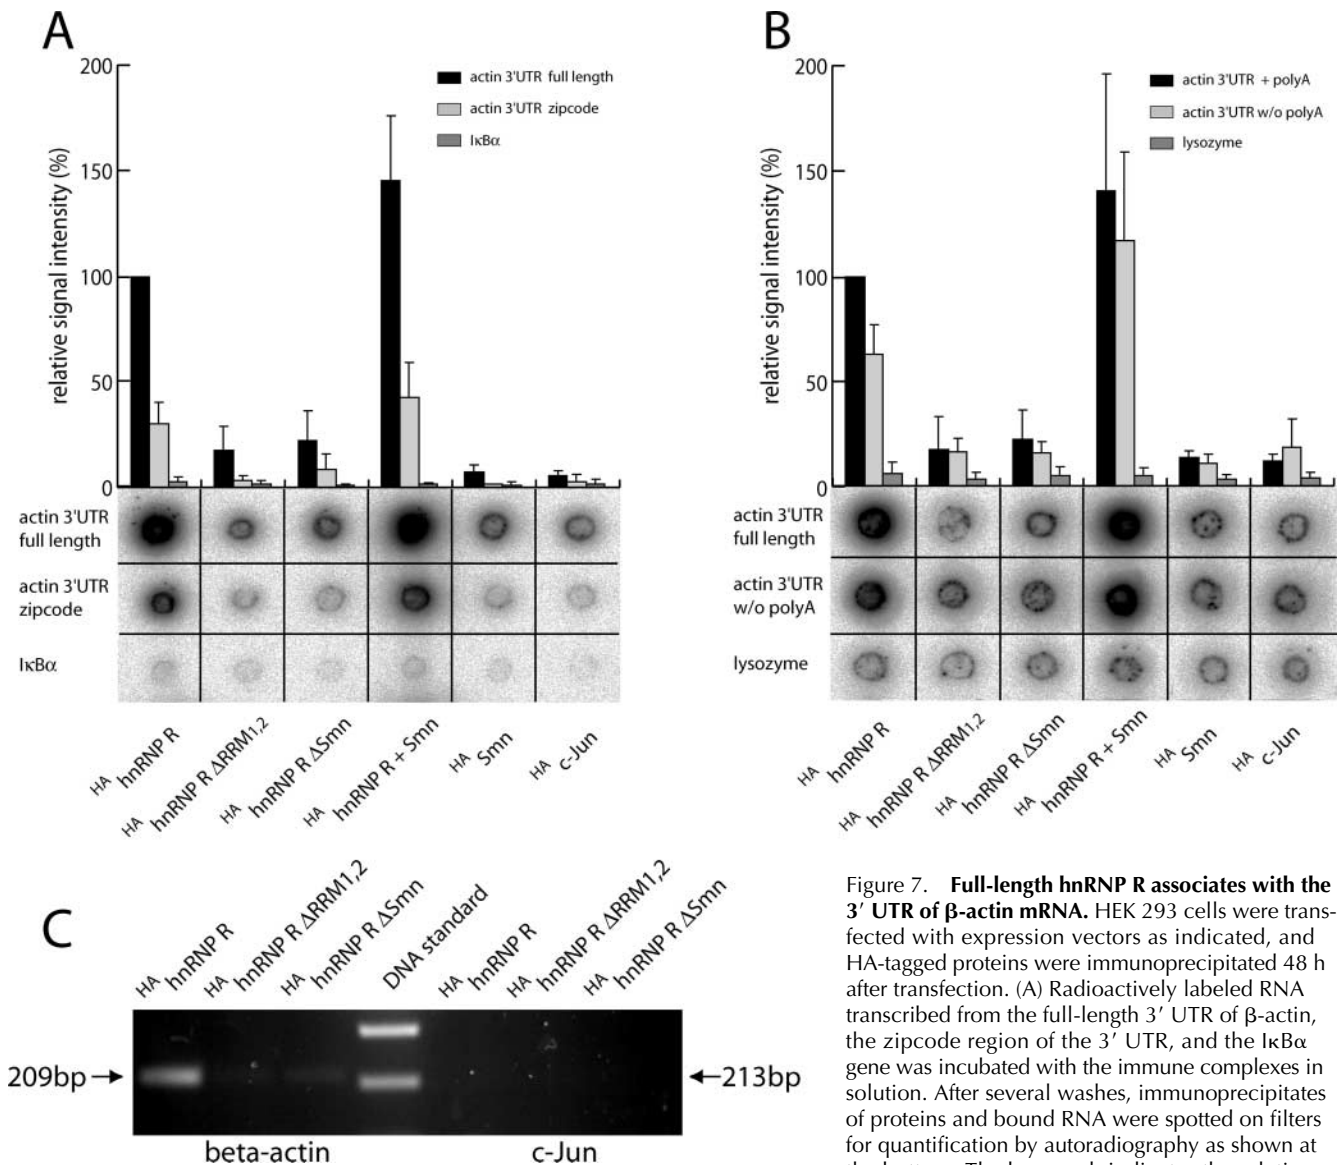 A
200
150
100
50
0
relative signal intensity (%)
actin 3'UTR full length
actin 3'UTR zipcode
IκBα
actin 3'UTR
full length
actin 3'UTR
zipcode
IκBα
HA hnRNP R
HA hnRNP R ΔRRM1,2
HA hnRNP R ΔSmn
HA hnRNP R + Smn
HA Smn
HA c-Jun
B
200
150
100
50
0
relative signal intensity (%)
actin 3'UTR + polyA
actin 3'UTR w/o polyA
lysozyme
actin 3'UTR
full length
actin 3'UTR
w/o polyA
lysozyme
HA hnRNP R
HA hnRNP R ΔRRM1,2
HA hnRNP R ΔSmn
HA hnRNP R + Smn
HA Smn
HA c-Jun
C
HA hnRNP R
HA hnRNP R ΔRRM1,2
HA hnRNP R ΔSmn
DNA standard
HA hnRNP R
HA hnRNP R ΔRRM1,2
HA hnRNP R ΔSmn
209bp
213bp
beta-actin
c-Jun
Figure 7. Full-length hnRNP R associates with the
3′ UTR of β-actin mRNA. HEK 293 cells were trans-
fected with expression vectors as indicated, and
HA-tagged proteins were immunoprecipitated 48 h
after transfection. (A) Radioactively labeled RNA
transcribed from the full-length 3′ UTR of β-actin,
the zipcode region of the 3′ UTR, and the IκBα
gene was incubated with the immune complexes in
solution. After several washes, immunoprecipitates
of proteins and bound RNA were spotted on filters
for quantification by autoradiography as shown at